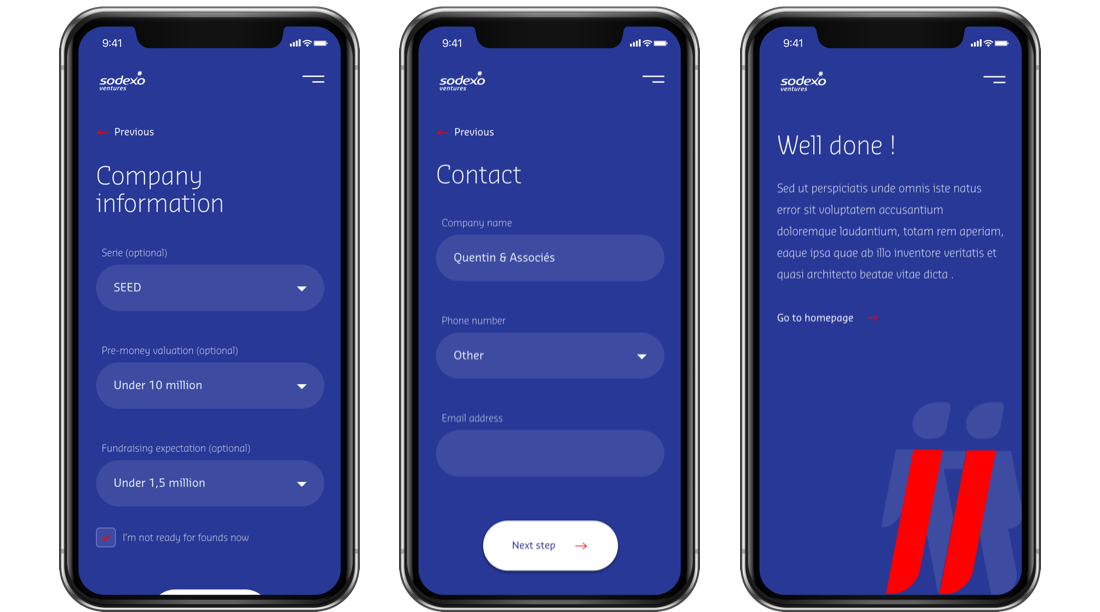 9:41
sodexo
ventures
Previous
Company
information
Serie (optional)
SEED
Pre-money valuation (optional)
Under 10 million
Fundraising expectation (optional)
Under 1,5 million
I'm not ready for founds now
9:41
sodexo
ventures
Previous
Contact
Company name
Quentin & Associés
Phone number
Other
Email address
Next step
9:41
sodexo
ventures
Well done !
Sed ut perspiciatis unde omnis iste natus
error sit voluptatem accusantium
doloremque laudantium, totam rem aperiam,
eaque ipsa quae ab illo inventore veritatis et
quasi architecto beatae vitae dicta .
Go to homepage